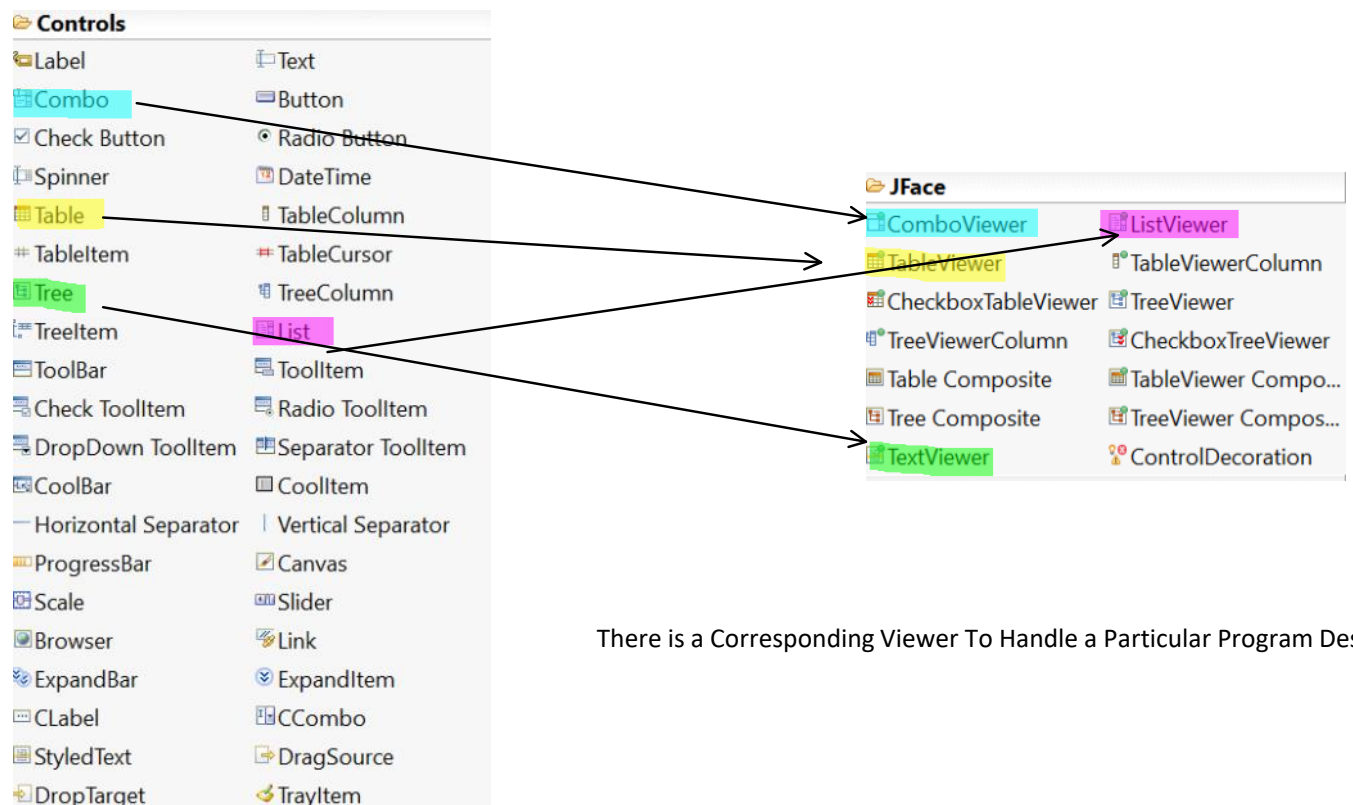 Controls
Label Text
Combo Button
Check Button Radio Button
Spinner DateTime
Table TableColumn
TableItem TableCursor
Tree TreeColumn
TreeItem List
ToolBar ToolItem
Check ToolItem Radio ToolItem
DropDown ToolItem Separator ToolItem
CoolBar CoolItem
Horizontal Separator Vertical Separator
ProgressBar Canvas
Scale Slider
Browser Link
ExpandBar ExpandItem
CLabel CCombo
StyledText DragSource
DropTarget TrayItem
JFace
ComboViewer ListViewer
TableViewer TableViewerColumn
CheckboxTableViewer TreeViewer
TreeViewerColumn CheckboxTreeViewer
Table Composite TableViewer Compo...
Tree Composite TreeViewer Compos...
TextViewer ControlDecoration
There is a Corresponding Viewer To Handle a Particular Program Des